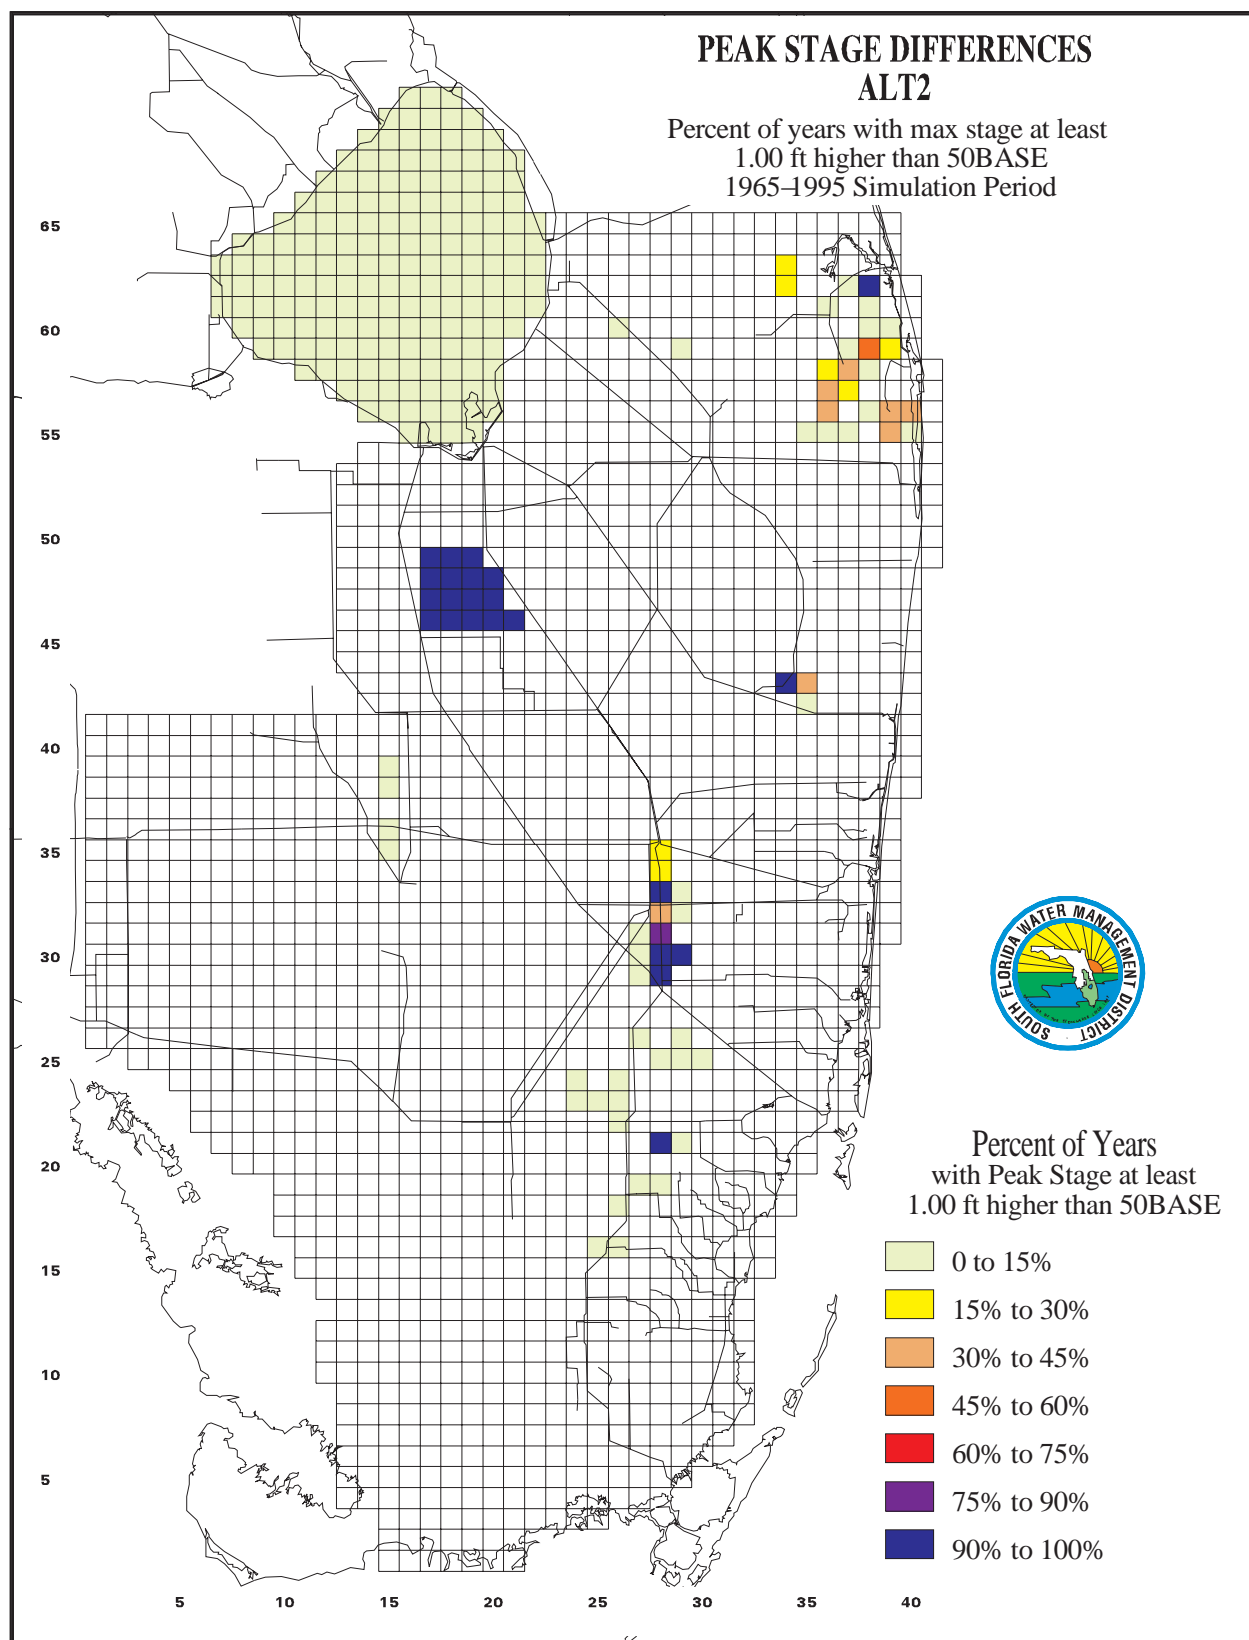 PEAK STAGE DIFFERENCES
ALT2
Percent of years with max stage at least
1.00 ft higher than 50BASE
1965–1995 Simulation Period
65
60
55
50
45
40
35
30
25
20
15
10
5
5 10 15 20 25 30 35 40
SOUTH FLORIDA WATER MANAGEMENT DISTRICT
Percent of Years
with Peak Stage at least
1.00 ft higher than 50BASE
0 to 15%
15% to 30%
30% to 45%
45% to 60%
60% to 75%
75% to 90%
90% to 100%